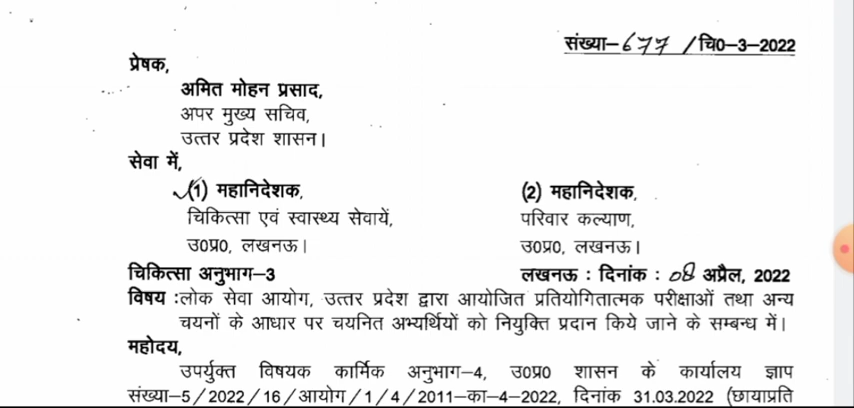 संख्या-677 /चि0-3-2022
प्रेषक,
अमित मोहन प्रसाद,
अपर मुख्य सचिव,
उत्तर प्रदेश शासन।
सेवा में,
(1) महानिदेशक, (2) महानिदेशक,
चिकित्सा एवं स्वास्थ्य सेवायें, परिवार कल्याण,
उ0प्र0, लखनऊ। उ0प्र0, लखनऊ।
चिकित्सा अनुभाग-3 लखनऊ : दिनांक : 08 अप्रैल, 2022
विषय :लोक सेवा आयोग, उत्तर प्रदेश द्वारा आयोजित प्रतियोगितात्मक परीक्षाओं तथा अन्य
चयनों के आधार पर चयनित अभ्यर्थियों को नियुक्ति प्रदान किये जाने के सम्बन्ध में।
महोदय,
उपर्युक्त विषयक कार्मिक अनुभाग-4, उ0प्र0 शासन के कार्यालय ज्ञाप
संख्या-5/2022/16/आयोग/1/4/2011-का-4-2022, दिनांक 31.03.2022 (छायाप्रति